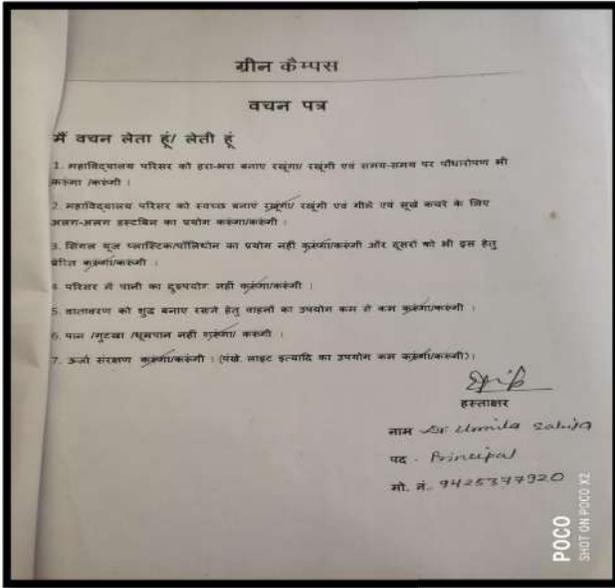 ग्रीन कैम्पस
वचन पत्र
मैं वचन लेता हूं/ लेती हूं
1. महाविद्यालय परिसर को हरा-भरा बनाए रखूंगा/ रखूंगी एवं समय-समय पर पौधारोपण भी
करूंगा /करूंगी ।
2. महाविद्यालय परिसर को स्वच्छ बनाए रखूंगा/ रखूंगी एवं गीले एवं सूखे कचरे के लिए
अलग-अलग डस्टबिन का प्रयोग करूंगा/करूंगी ।
3. सिंगल यूज प्लास्टिक/पॉलिथीन का प्रयोग नहीं करूंगा/करूंगी और दूसरों को भी इस हेतु
प्रेरित करूंगा/करूंगी ।
4. परिसर में पानी का दुरुपयोग नहीं करूंगा/करूंगी ।
5. वातावरण को शुद्ध बनाए रखने हेतु वाहनों का उपयोग कम से कम करूंगा/करूंगी ।
6. पान /गुटखा /धूम्रपान नहीं करूंगा/ करूंगी ।
7. ऊर्जा संरक्षण करूंगा/करूंगी । (पंखे, लाइट इत्यादि का उपयोग कम करूंगा/करूंगी)।
हस्ताक्षर
नाम Dr Urmila
पद - Principal
मो. नं. 9425377920
POCO
SHOT ON POCO X2